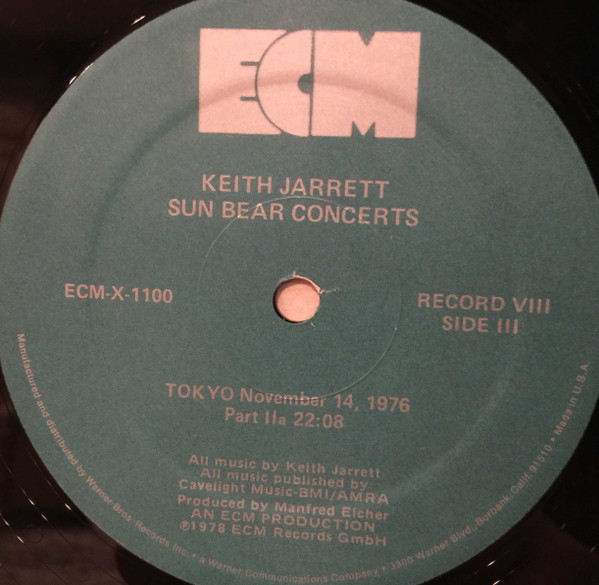 ECM
KEITH JARRETT
SUN BEAR CONCERTS
ECM-X-1100
RECORD VIII
SIDE III
TOKYO November 14, 1976
Part IIa 22:08
All music by Keith Jarrett
All music published by
Cavelight Music-BMI/AMRA
Produced by Manfred Eicher
AN ECM PRODUCTION
℗1978 ECM Records GmbH
Manufactured and distributed by Warner Bros. Records Inc. • a Warner Communications Company • 3300 Warner Blvd., Burbank, Calif. 91510 • Made in U.S.A.